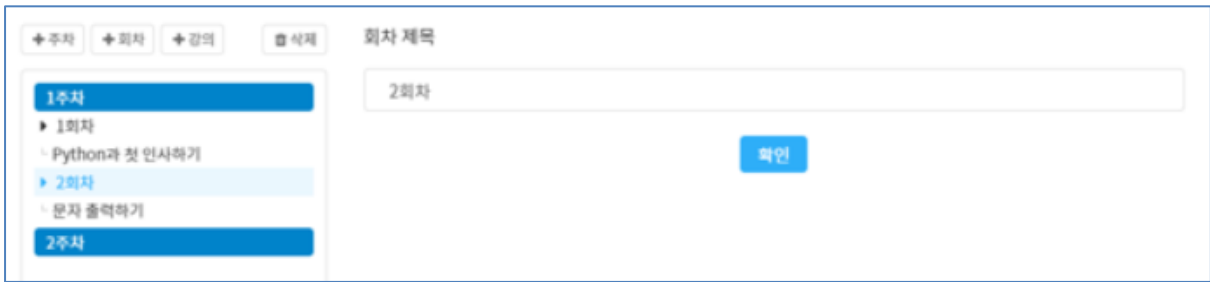 +주차 +회차 +강의 삭제
회차 제목
2회차
확인
1주차
1회차
Python과 첫 인사하기
2회차
문자 출력하기
2주차